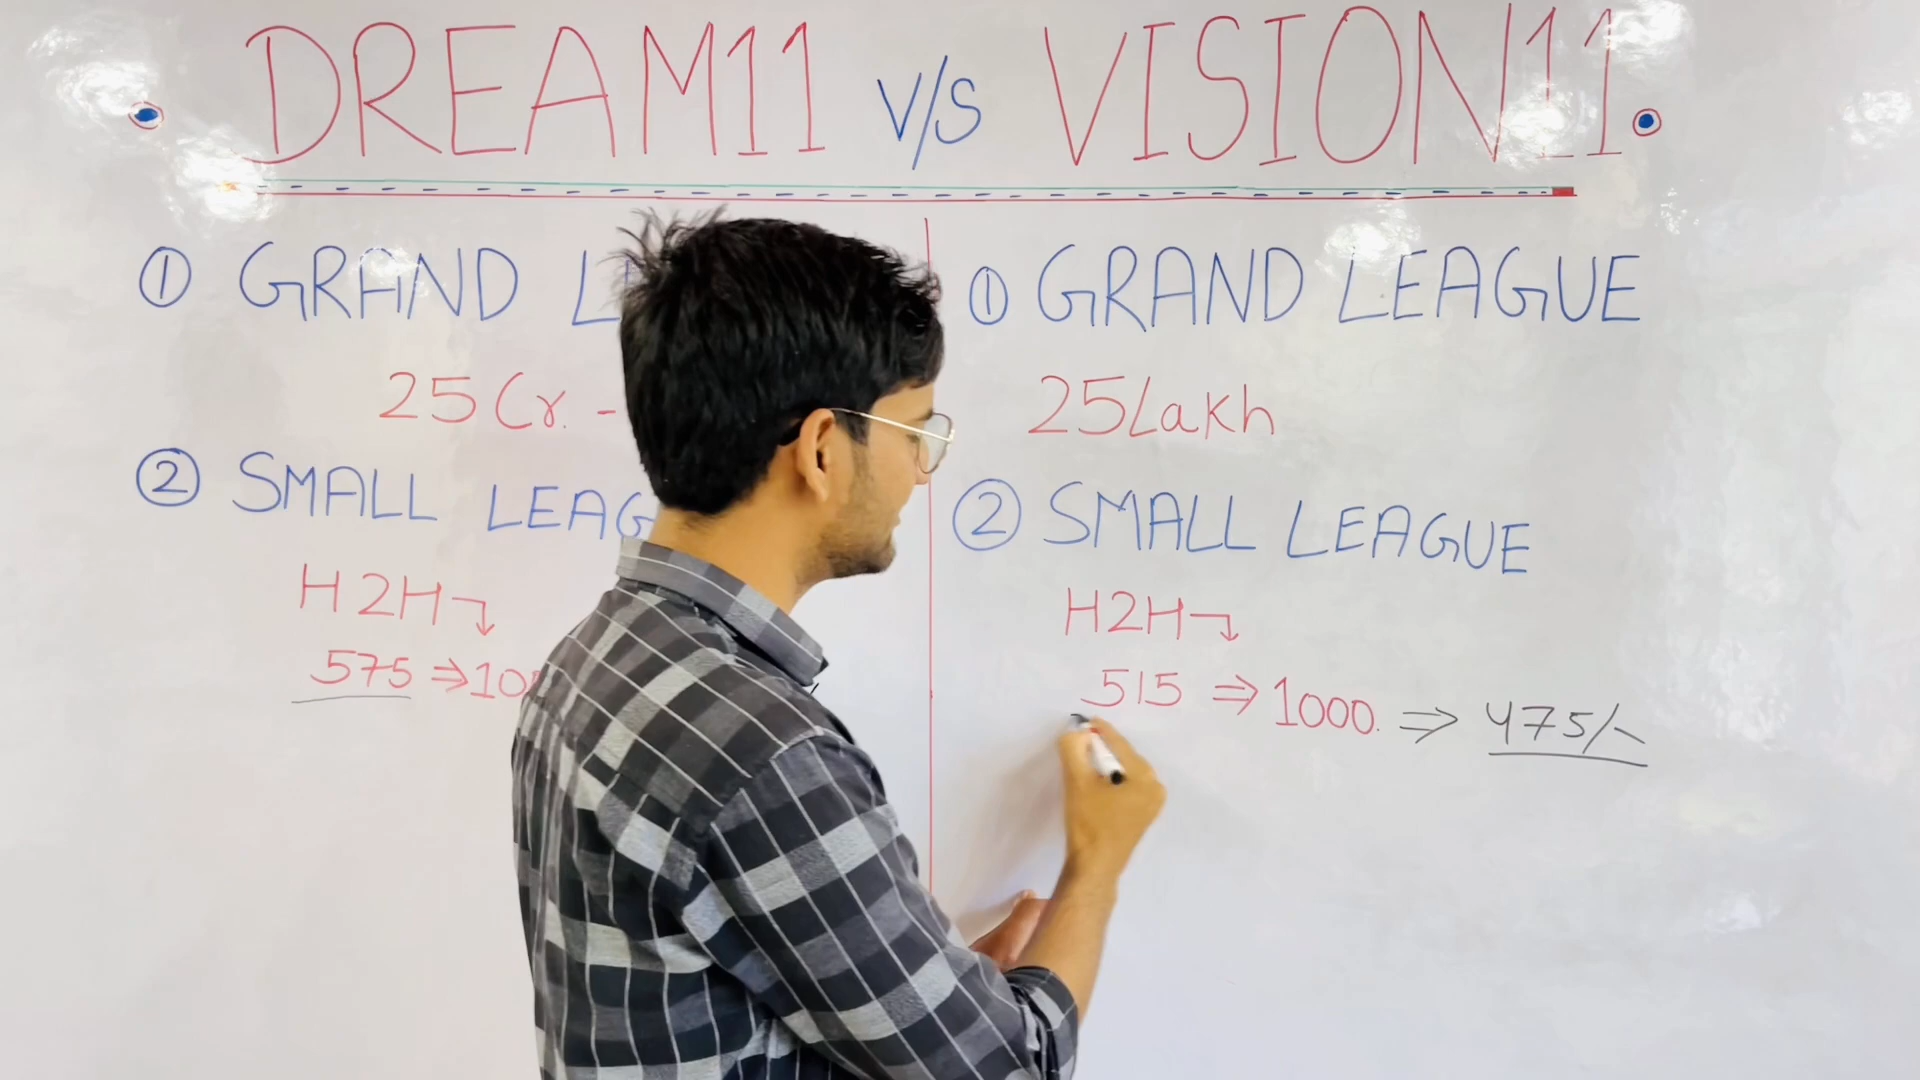 DREAM11 V/S VISION11
① GRAND
25 Cr. -
② SMALL LEAG
H2H
575 ⇒ 10
① GRAND LEAGUE
25Lakh
② SMALL LEAGUE
H2H
515 ⇒ 1000. ⇒ 475/-